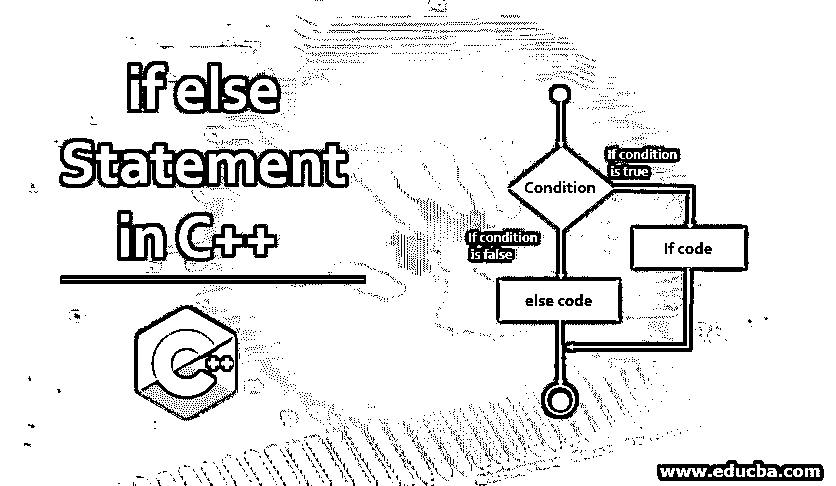 if else
Statement
in C++
C++
Condition
if condition
is true
If code
if condition
is false
else code
www.educba.com